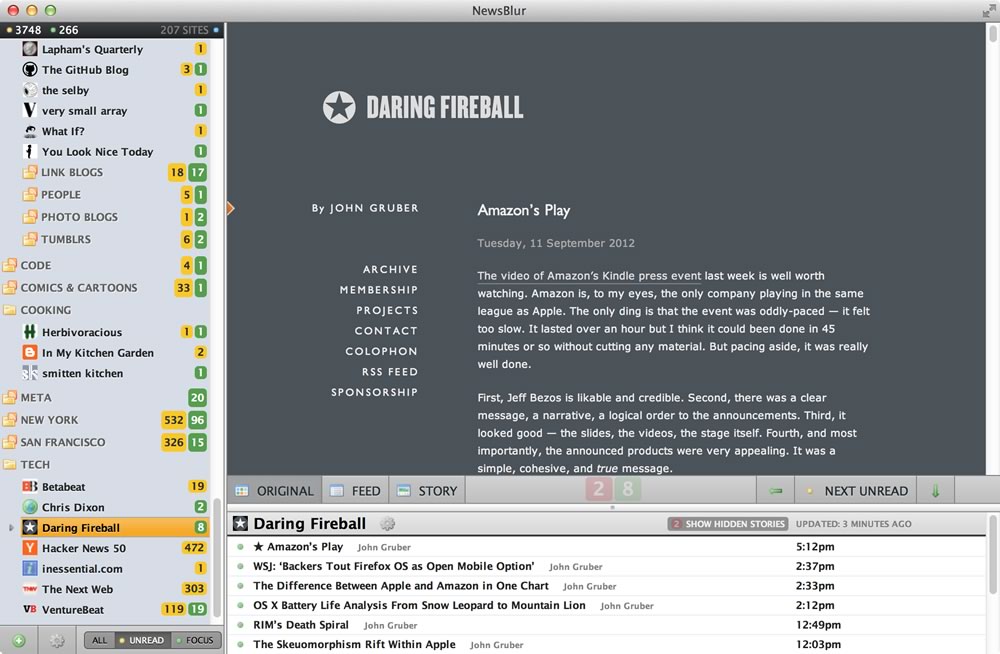 NewsBlur
3748 266 207 SITES
Lapham's Quarterly 1
The GitHub Blog 3 1
the selby 1
very small array 1
What If? 1
You Look Nice Today 1
LINK BLOGS 18 17
PEOPLE 5 1
PHOTO BLOGS 1 2
TUMBLRS 6 2
CODE 4 1
COMICS & CARTOONS 33 1
COOKING
Herbivoracious 1 1
In My Kitchen Garden 2
smitten kitchen 1
META 20
NEW YORK 532 96
SAN FRANCISCO 326 15
TECH
Betabeat 19
Chris Dixon 2
Daring Fireball 8
Hacker News 50 472
inessential.com 1
The Next Web 303
VentureBeat 119 19
ALL UNREAD FOCUS
DARING FIREBALL
By JOHN GRUBER
ARCHIVE
MEMBERSHIP
PROJECTS
CONTACT
COLOPHON
RSS FEED
SPONSORSHIP
Amazon's Play
Tuesday, 11 September 2012
The video of Amazon's Kindle press event last week is well worth
watching. Amazon is, to my eyes, the only company playing in the same
league as Apple. The only ding is that the event was oddly-paced — it felt
too slow. It lasted over an hour but I think it could been done in 45
minutes or so without cutting any material. But pacing aside, it was really
well done.
First, Jeff Bezos is likable and credible. Second, there was a clear
message, a narrative, a logical order to the announcements. Third, it
looked good — the slides, the videos, the stage itself. Fourth, and most
importantly, the announced products were very appealing. It was a
simple, cohesive, and true message.
ORIGINAL FEED STORY 2 8 NEXT UNREAD
Daring Fireball 2 SHOW HIDDEN STORIES UPDATED: 3 MINUTES AGO
★ Amazon's Play John Gruber 5:12pm
WSJ: 'Backers Tout Firefox OS as Open Mobile Option' John Gruber 2:37pm
The Difference Between Apple and Amazon in One Chart John Gruber 2:33pm
OS X Battery Life Analysis From Snow Leopard to Mountain Lion John Gruber 2:12pm
RIM's Death Spiral John Gruber 12:49pm
The Skeuomorphism Rift Within Apple John Gruber 12:03pm